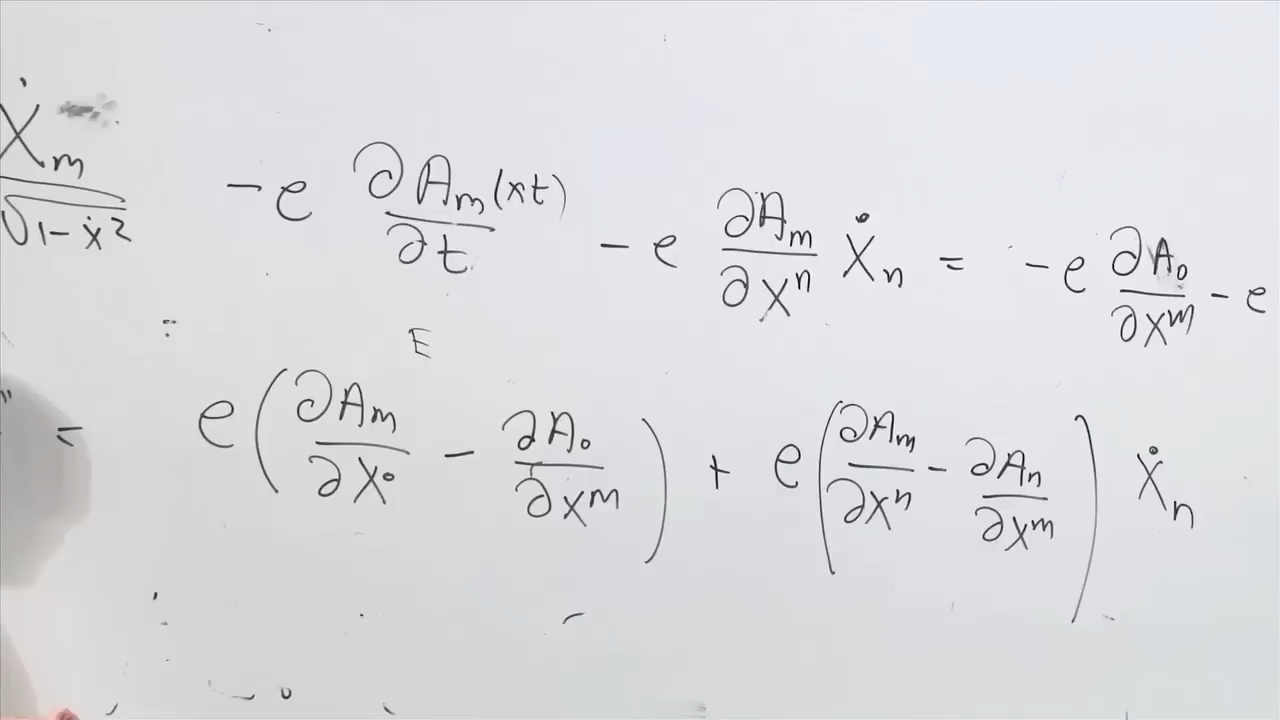 Ẋₘ/√(1-ẋ²) -e ∂Aₘ(xt)/∂t - e ∂Aₘ/∂Xⁿ Ẋₙ = -e ∂A₀/∂Xᵐ - e
E
" = e(∂Aₘ/∂X⁰ - ∂A₀/∂Xᵐ) + e(∂Aₘ/∂Xⁿ - ∂Aₙ/∂Xᵐ) Ẋₙ